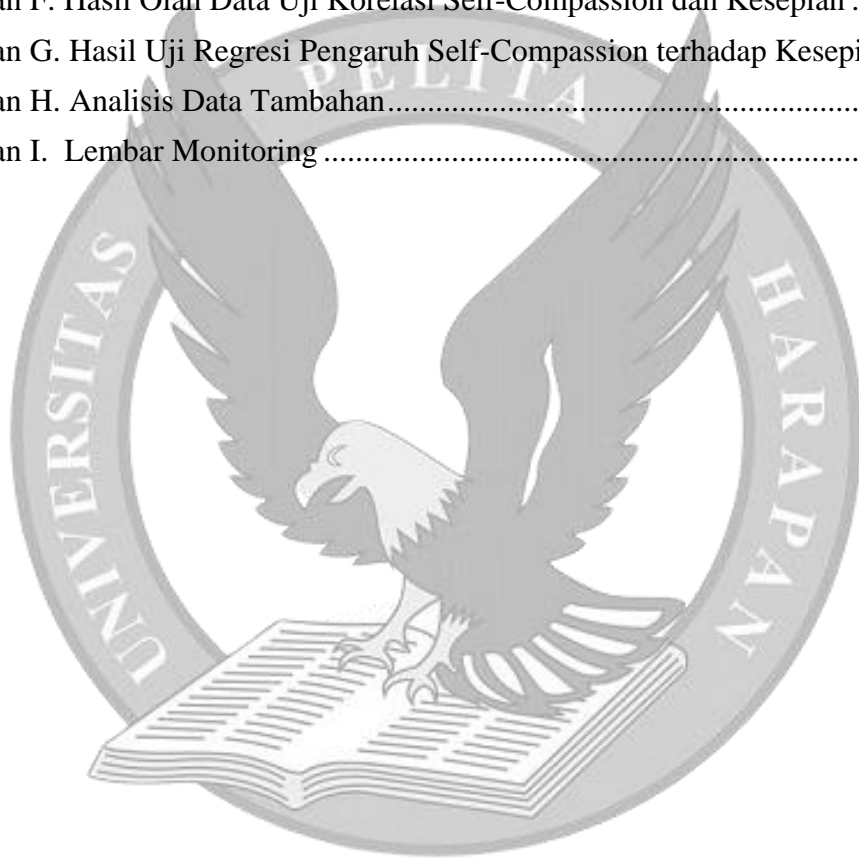 an F. Hasil Olah Data Uji Korelasi Self-Compassion dan Kesepian .
an G. Hasil Uji Regresi Pengaruh Self-Compassion terhadap Kesepi
an H. Analisis Data Tambahan..........................................................................
an I.  Lembar Monitoring ..................................................................................
UNIVERSITAS PELITA HARAPAN